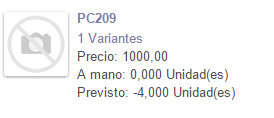 PC209
1 Variantes
Precio: 1000,00
A mano: 0,000 Unidad(es)
Previsto: -4,000 Unidad(es)